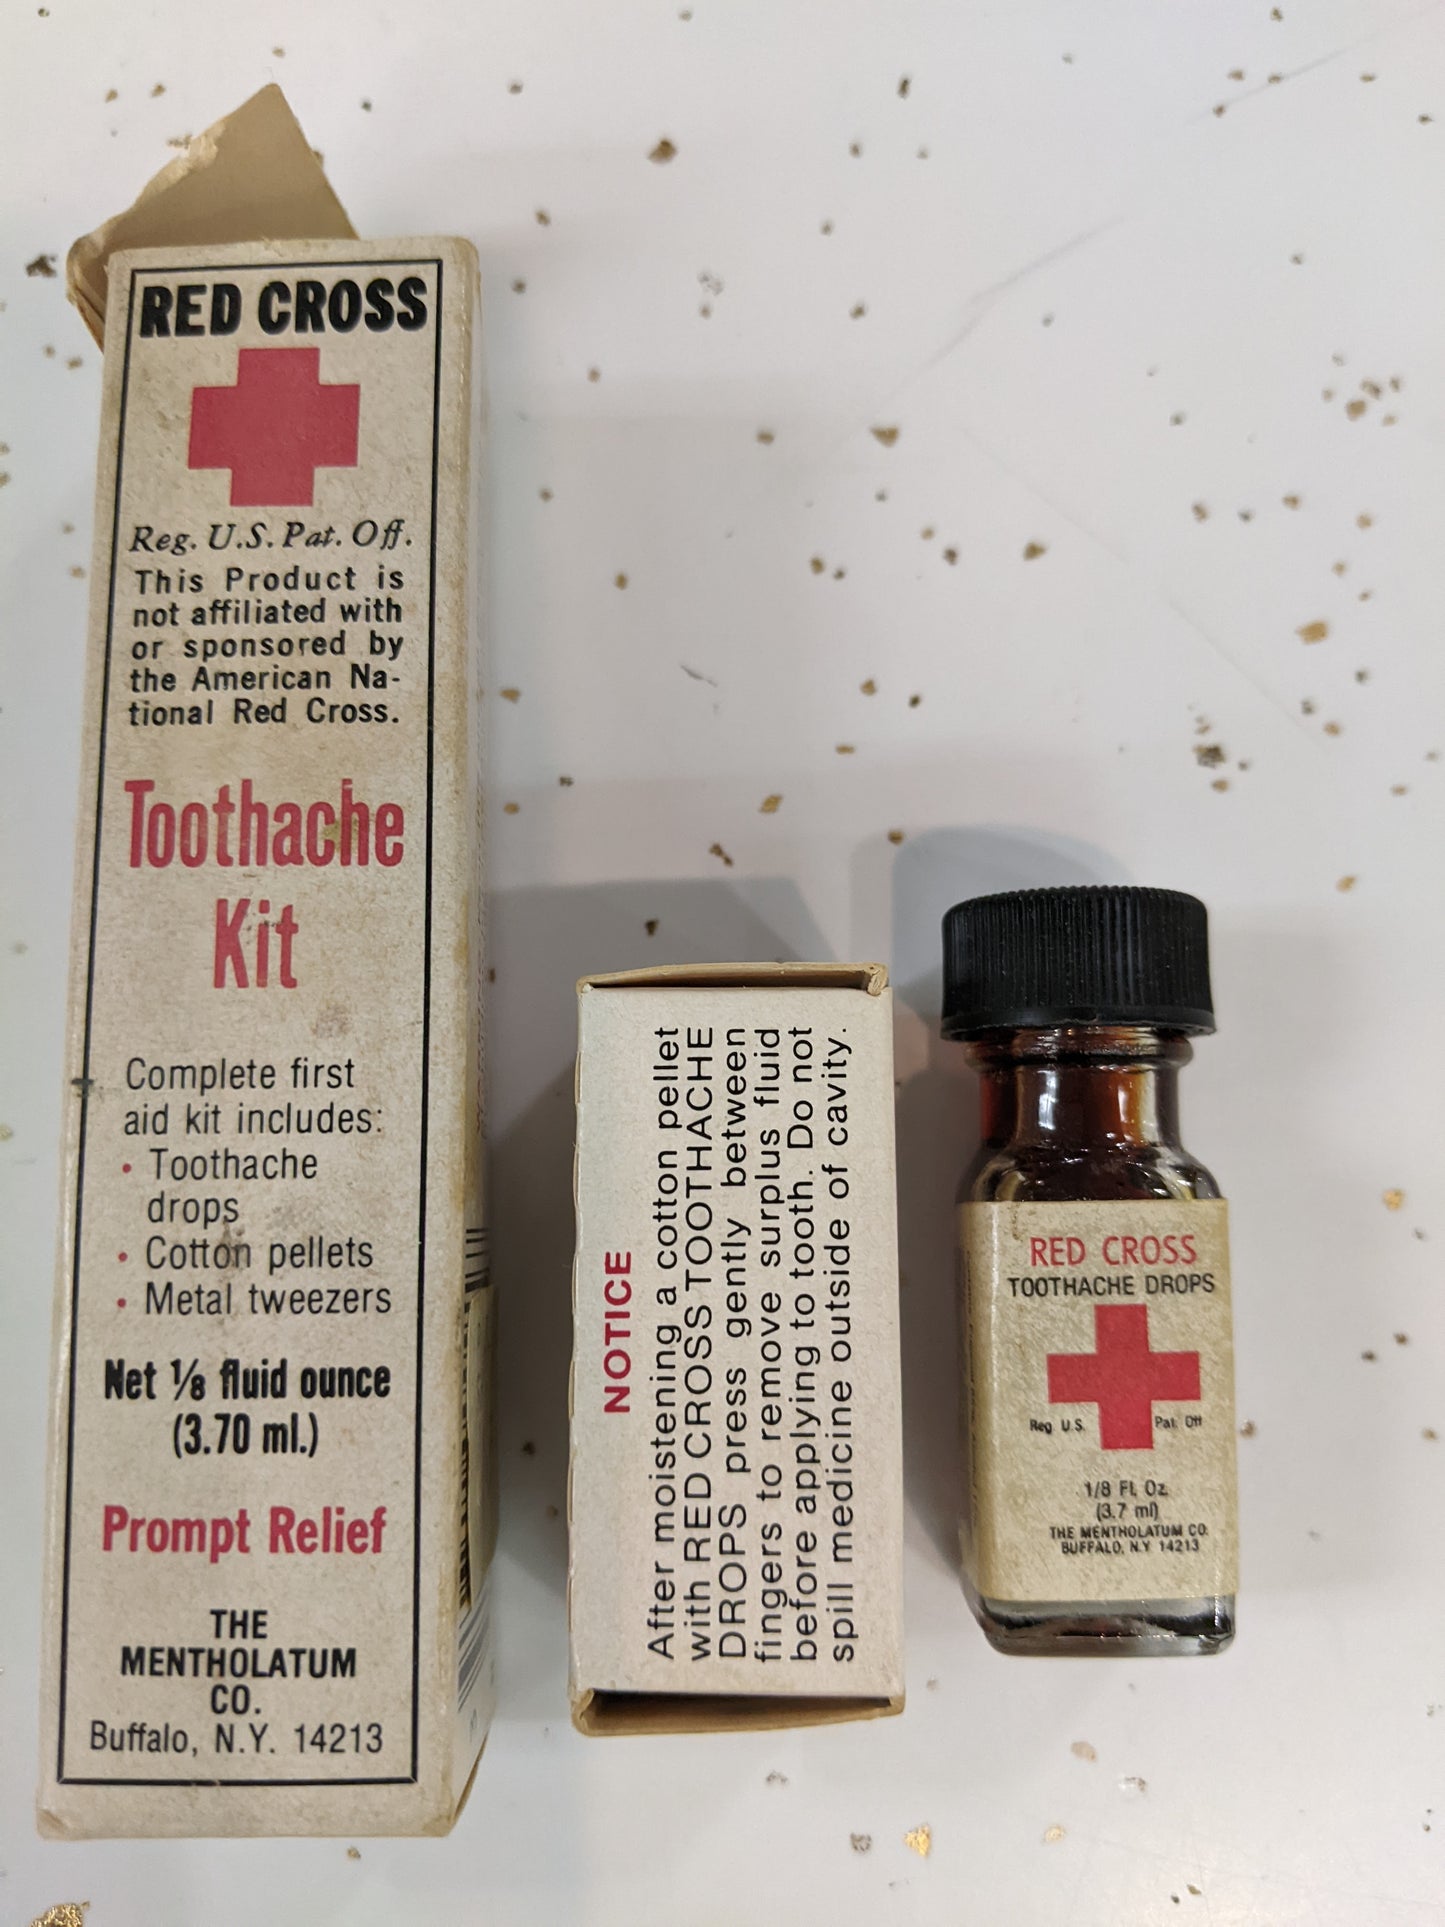 RED CROSS
Reg. U.S. Pat. Off.
This Product is
not affiliated with
or sponsored by
the American Na-
tional Red Cross.
Toothache
Kit
Complete first
aid kit includes:
• Toothache
drops
• Cotton pellets
• Metal tweezers
Net ⅛ fluid ounce
(3.70 ml.)
Prompt Relief
THE
MENTHOLATUM
CO.
Buffalo, N.Y. 14213
NOTICE
After moistening a cotton pellet
with RED CROSS TOOTHACHE
DROPS press gently between
fingers to remove surplus fluid
before applying to tooth. Do not
spill medicine outside of cavity.
RED CROSS
TOOTHACHE DROPS
Reg. U.S. Pat. Off
1/8 Fl. Oz.
(3.7 ml)
THE MENTHOLATUM CO.
BUFFALO, N.Y 14213